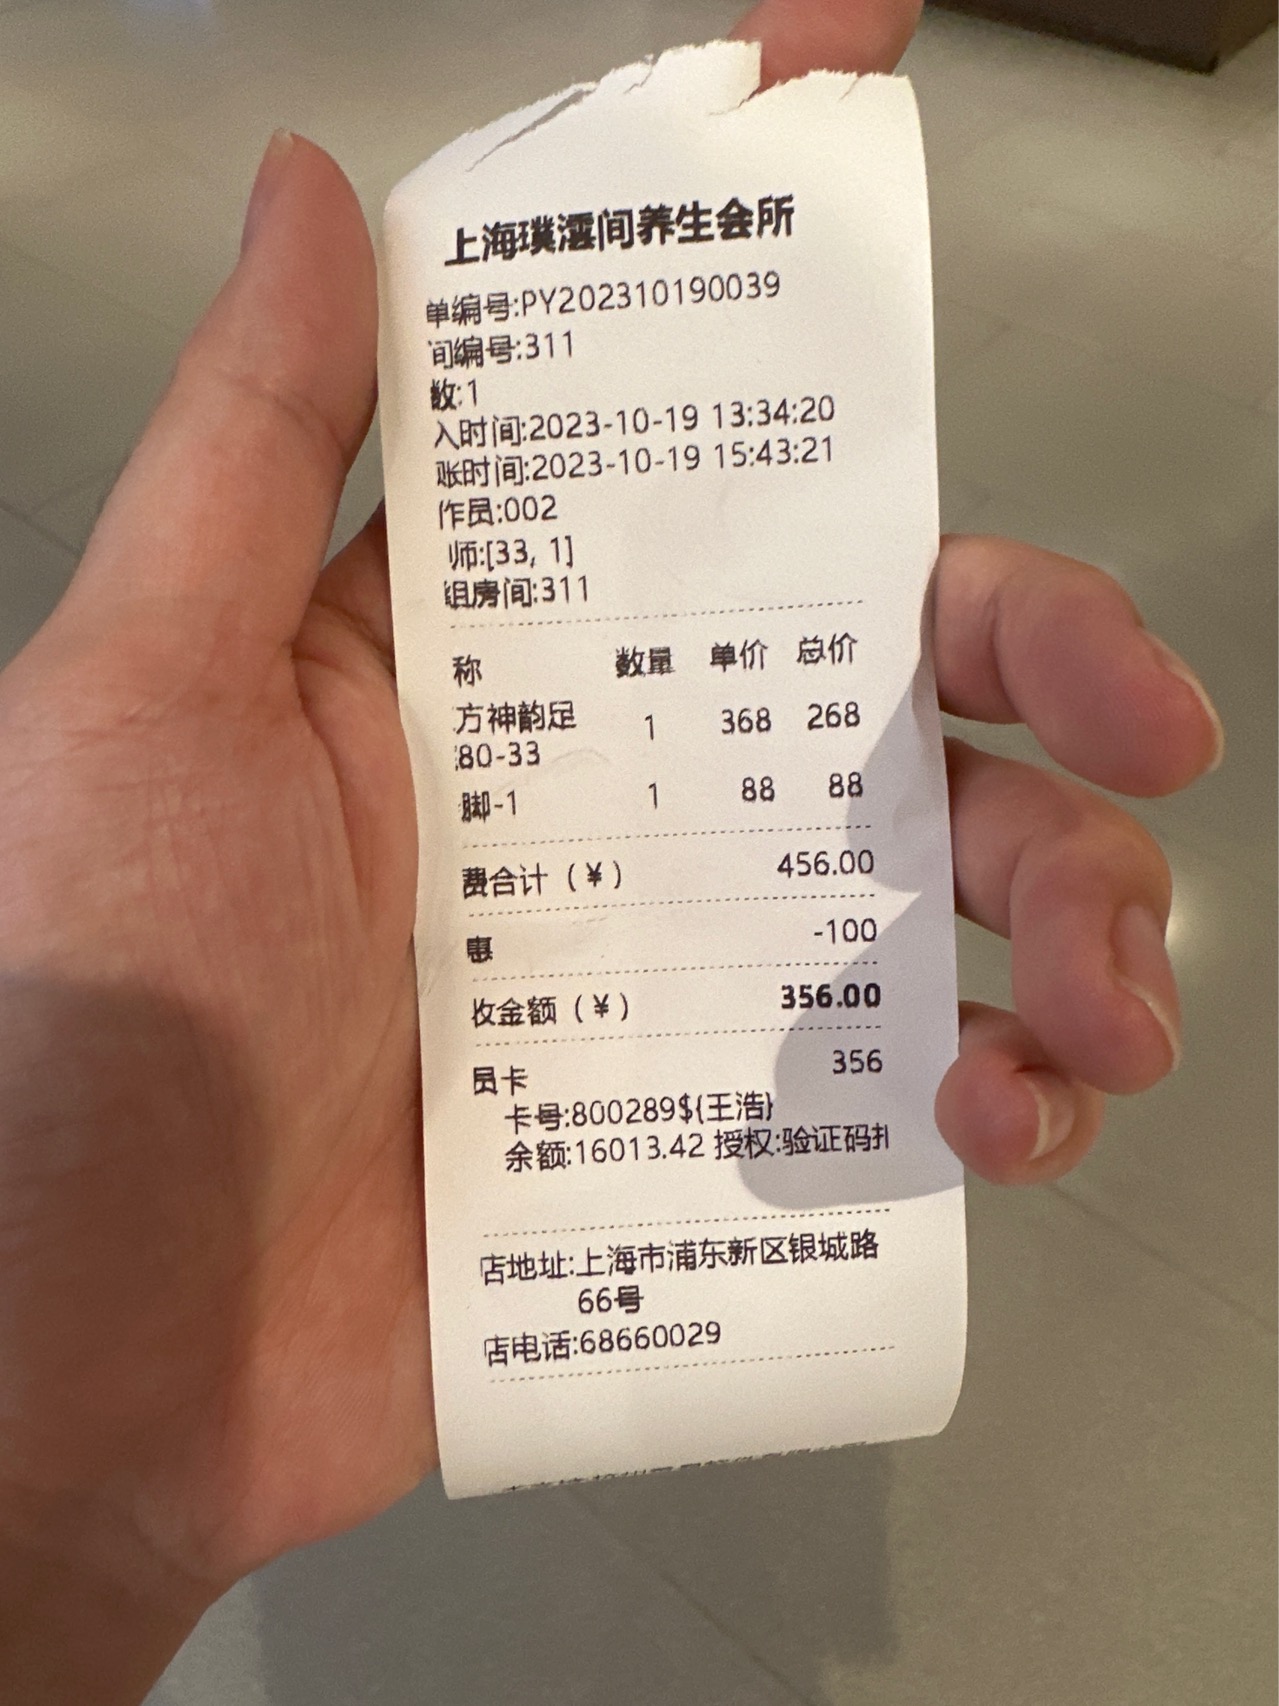 上海璞澐间养生会所
单编号:PY202310190039
间编号:311
数:1
入时间:2023-10-19 13:34:20
账时间:2023-10-19 15:43:21
作员:002
师:[33, 1]
组房间:311
称 数量 单价 总价
方神韵足 1 368 268
80-33
脚-1 1 88 88
费合计（¥） 456.00
惠 -100
收金额（¥） 356.00
员卡 356
卡号:800289$(王浩}
余额:16013.42 授权:验证码
店地址:上海市浦东新区银城路
66号
店电话:68660029